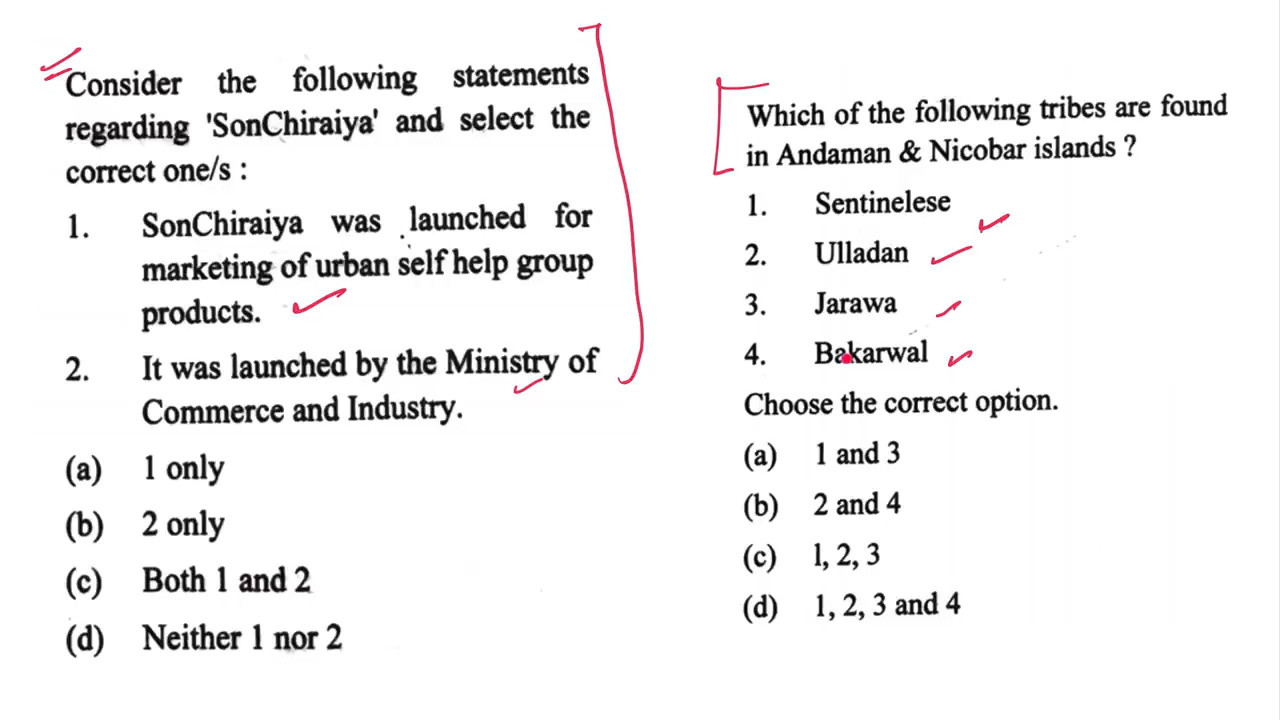 Consider the following statements
regarding 'SonChiraiya' and select the
correct one/s :
1. SonChiraiya was launched for
marketing of urban self help group
products.
2. It was launched by the Ministry of
Commerce and Industry.
(a) 1 only
(b) 2 only
(c) Both 1 and 2
(d) Neither 1 nor 2
Which of the following tribes are found
in Andaman & Nicobar islands ?
1. Sentinelese
2. Ulladan
3. Jarawa
4. Bakarwal
Choose the correct option.
(a) 1 and 3
(b) 2 and 4
(c) 1, 2, 3
(d) 1, 2, 3 and 4